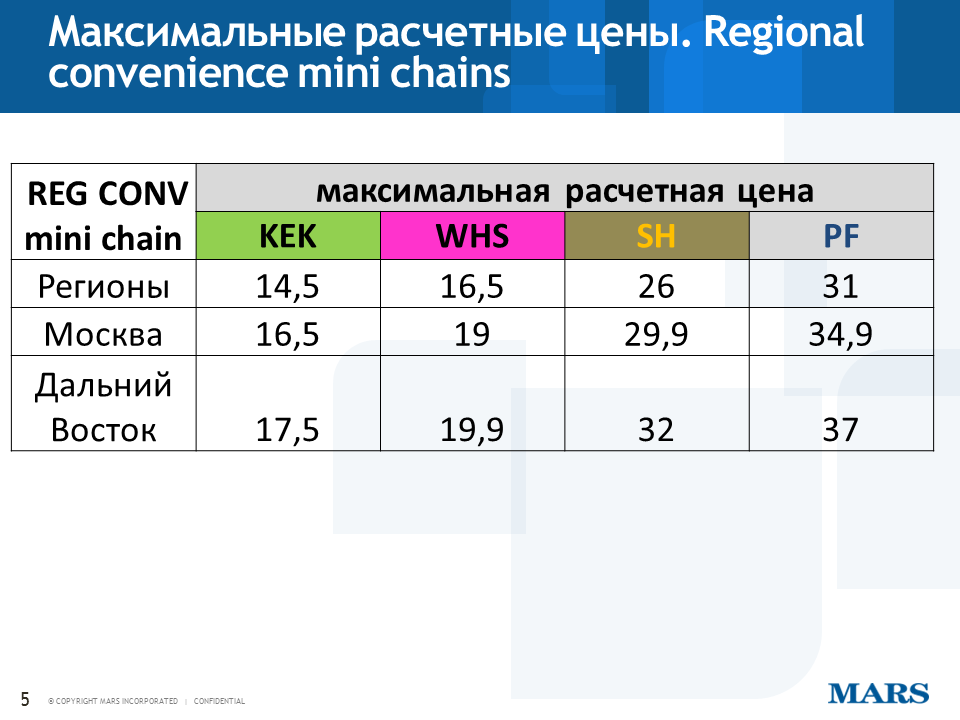 Максимальные расчетные цены. Regional
convenience mini chains
REG CONV
mini chain
максимальная расчетная цена
KEK WHS SH PF
Регионы 14,5 16,5 26 31
Москва 16,5 19 29,9 34,9
Дальний
Восток 17,5 19,9 32 37
5 © COPYRIGHT MARS INCORPORATED | CONFIDENTIAL
MARS